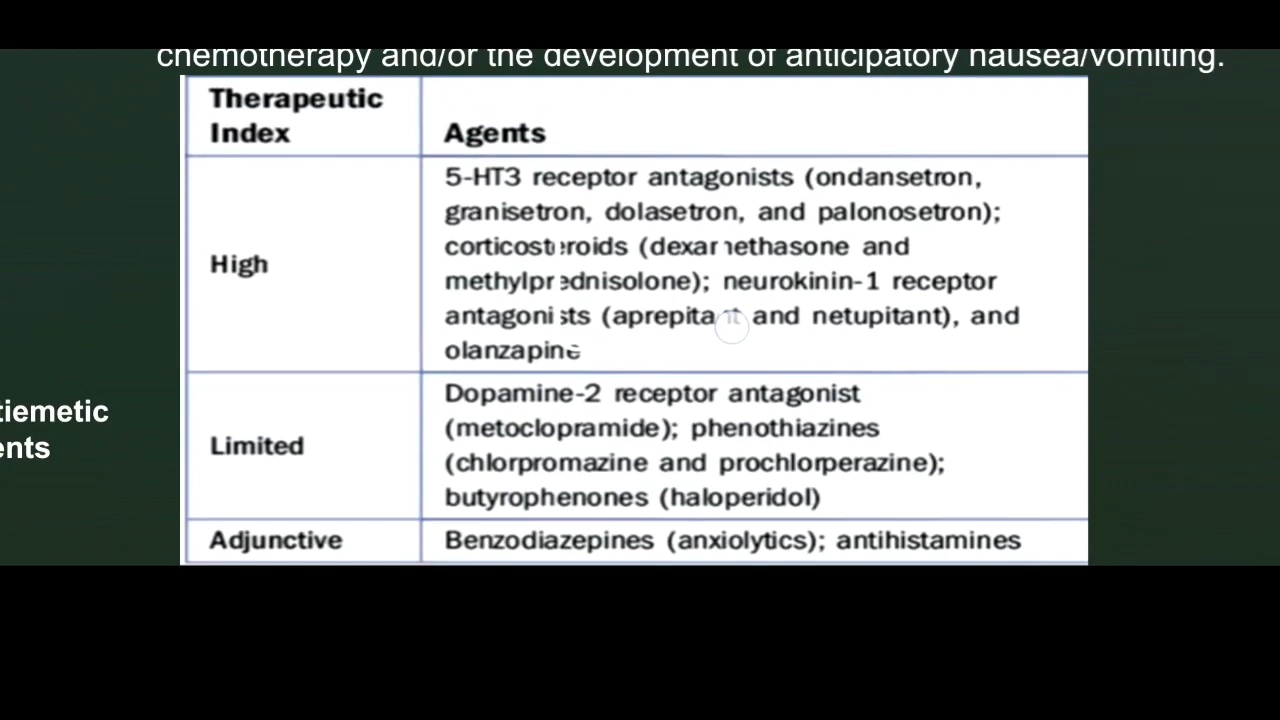 chemotherapy and/or the development of anticipatory nausea/vomiting.
Therapeutic Index
Agents
High
5-HT3 receptor antagonists (ondansetron,
granisetron, dolasetron, and palonosetron);
corticosteroids (dexamethasone and
methylprednisolone); neurokinin-1 receptor
antagonists (aprepitant and netupitant), and
olanzapine
Limited
Dopamine-2 receptor antagonist
(metoclopramide); phenothiazines
(chlorpromazine and prochlorperazine);
butyrophenones (haloperidol)
Adjunctive
Benzodiazepines (anxiolytics); antihistamines
tiemetic
ents